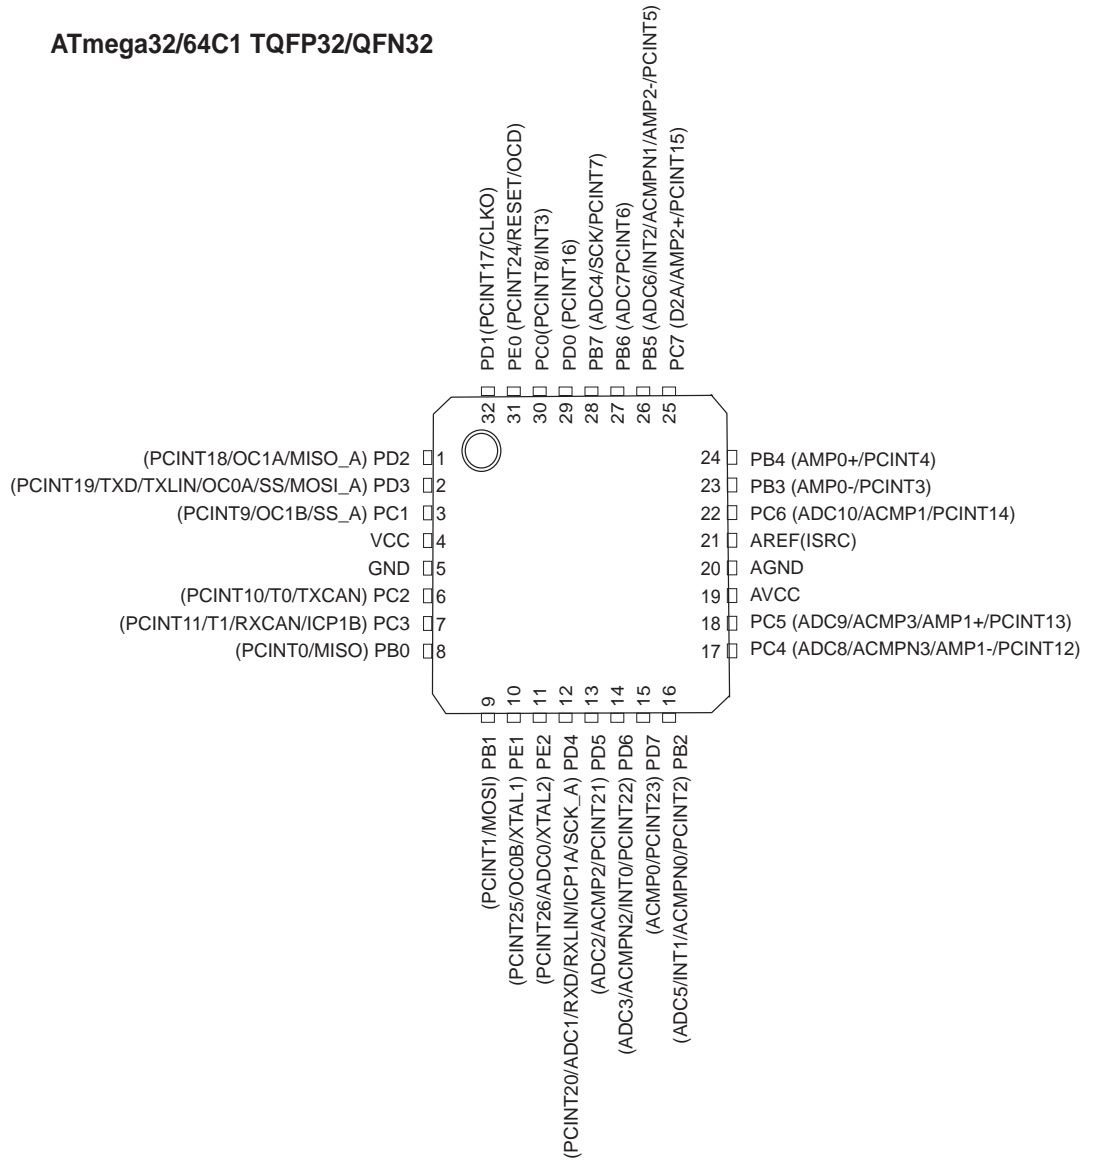 ATmega32/64C1 TQFP32/QFN32
PD1(PCINT17/CLKO)
PE0 (PCINT24/RESET/OCD)
PC0(PCINT8/INT3)
PD0 (PCINT16)
PB7 (ADC4/SCK/PCINT7)
PB6 (ADC7PCINT6)
PB5 (ADC6/INT2/ACMPN1/AMP2-/PCINT5)
PC7 (D2A/AMP2+/PCINT15)
32
31
30
29
28
27
26
25
(PCINT18/OC1A/MISO_A) PD2 1
(PCINT19/TXD/TXLIN/OC0A/SS/MOSI_A) PD3 2
(PCINT9/OC1B/SS_A) PC1 3
VCC 4
GND 5
(PCINT10/T0/TXCAN) PC2 6
(PCINT11/T1/RXCAN/ICP1B) PC3 7
(PCINT0/MISO) PB0 8
24 PB4 (AMP0+/PCINT4)
23 PB3 (AMP0-/PCINT3)
22 PC6 (ADC10/ACMP1/PCINT14)
21 AREF(ISRC)
20 AGND
19 AVCC
18 PC5 (ADC9/ACMP3/AMP1+/PCINT13)
17 PC4 (ADC8/ACMPN3/AMP1-/PCINT12)
9
10
11
12
13
14
15
16
(PCINT1/MOSI) PB1
(PCINT25/OC0B/XTAL1) PE1
(PCINT26/ADC0/XTAL2) PE2
(PCINT20/ADC1/RXD/RXLIN/ICP1A/SCK_A) PD4
(ADC2/ACMP2/PCINT21) PD5
(ADC3/ACMPN2/INT0/PCINT22) PD6
(ACMP0/PCINT23) PD7
(ADC5/INT1/ACMPN0/PCINT2) PB2